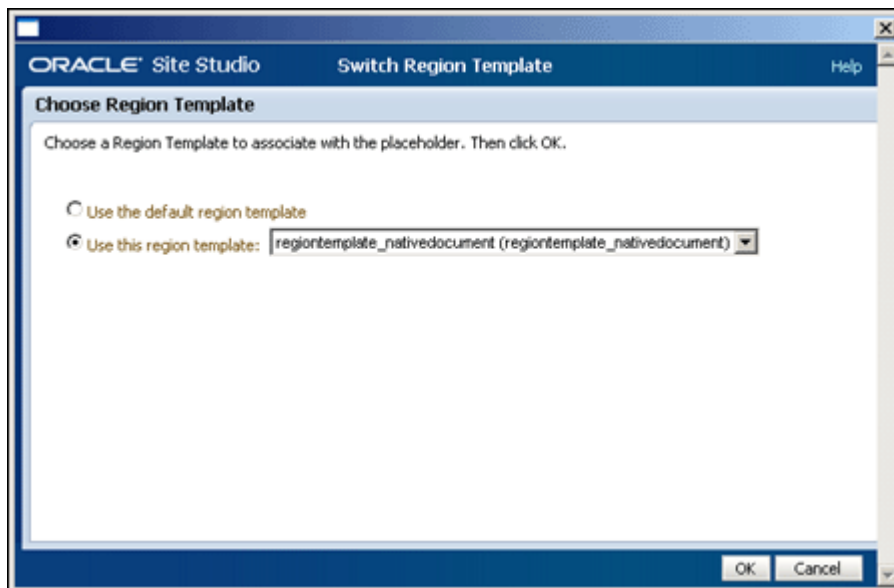 ORACLE Site Studio Switch Region Template Help
Choose Region Template
Choose a Region Template to associate with the placeholder. Then click OK.
Use the default region template
Use this region template: regiontemplate_nativedocument (regiontemplate_nativedocument)
OK Cancel